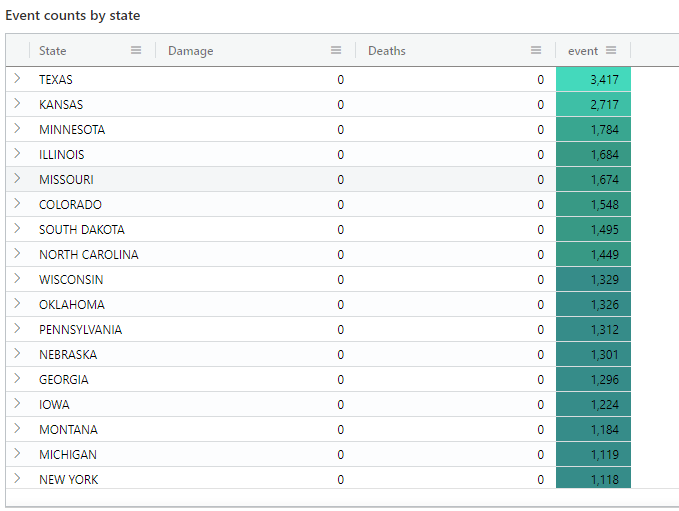 Event counts by state
State Damage Deaths event
TEXAS 0 0 3,417
KANSAS 0 0 2,717
MINNESOTA 0 0 1,784
ILLINOIS 0 0 1,684
MISSOURI 0 0 1,674
COLORADO 0 0 1,548
SOUTH DAKOTA 0 0 1,495
NORTH CAROLINA 0 0 1,449
WISCONSIN 0 0 1,329
OKLAHOMA 0 0 1,326
PENNSYLVANIA 0 0 1,312
NEBRASKA 0 0 1,301
GEORGIA 0 0 1,296
IOWA 0 0 1,224
MONTANA 0 0 1,184
MICHIGAN 0 0 1,119
NEW YORK 0 0 1,118